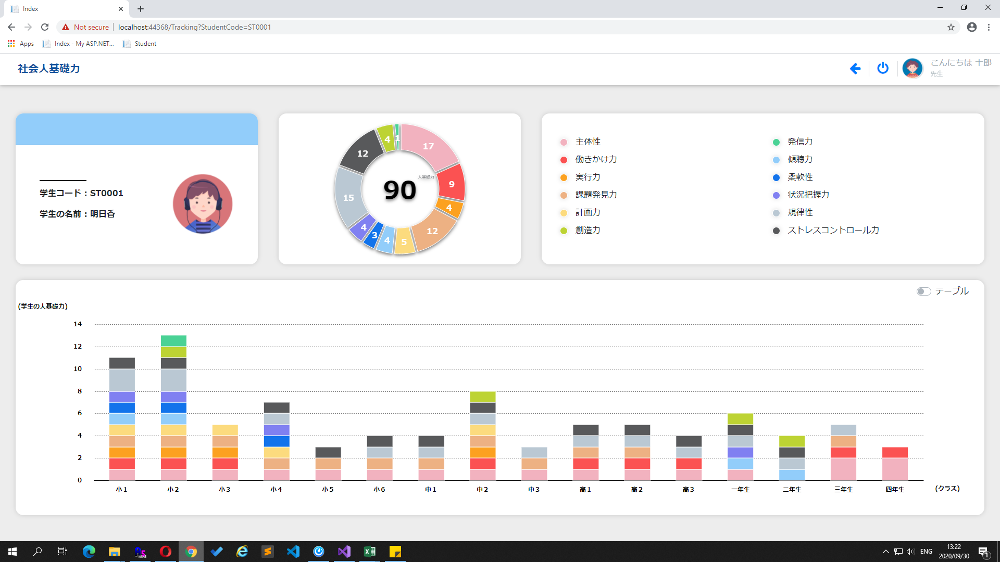 Index
Not secure
localhost:44368/Tracking?StudentCode=ST0001
Apps
Index - My ASP.NET...
Student
社会人基礎力
こんにちは 十郎
先生
学生コード : ST0001
学生の名前 : 明日香
17
9
4
12
5
4
3
4
15
12
4
1
人基礎力
90
主体性
働きかけ力
実行力
課題発見力
計画力
創造力
発信力
傾聴力
柔軟性
状況把握力
規律性
ストレスコントロール力
テーブル
(学生の人基礎力)
14
12
10
8
6
4
2
0
小１ 小２ 小３ 小４ 小５ 小６ 中１ 中２ 中３ 高１ 高２ 高３ 一年生 二年生 三年生 四年生
(クラス)
ENG
13:22
2020/09/30
1